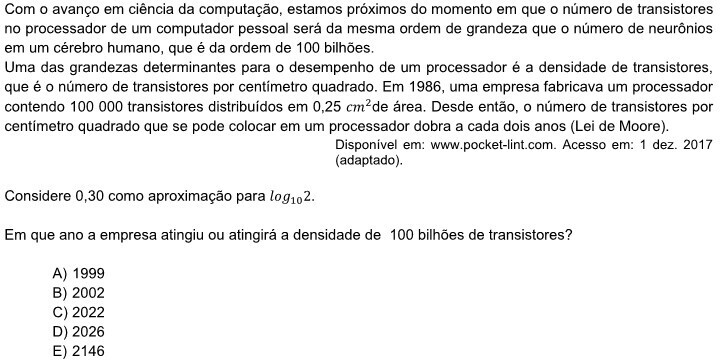 Com o avanço em ciência da computação, estamos próximos do momento em que o número de transistores
no processador de um computador pessoal será da mesma ordem de grandeza que o número de neurônios
em um cérebro humano, que é da ordem de 100 bilhões.
Uma das grandezas determinantes para o desempenho de um processador é a densidade de transistores,
que é o número de transistores por centímetro quadrado. Em 1986, uma empresa fabricava um processador
contendo 100 000 transistores distribuídos em 0,25 cm²de área. Desde então, o número de transistores por
centímetro quadrado que se pode colocar em um processador dobra a cada dois anos (Lei de Moore).
Disponível em: www.pocket-lint.com. Acesso em: 1 dez. 2017
(adaptado).
Considere 0,30 como aproximação para log₁₀2.
Em que ano a empresa atingiu ou atingirá a densidade de 100 bilhões de transistores?
A) 1999
B) 2002
C) 2022
D) 2026
E) 2146